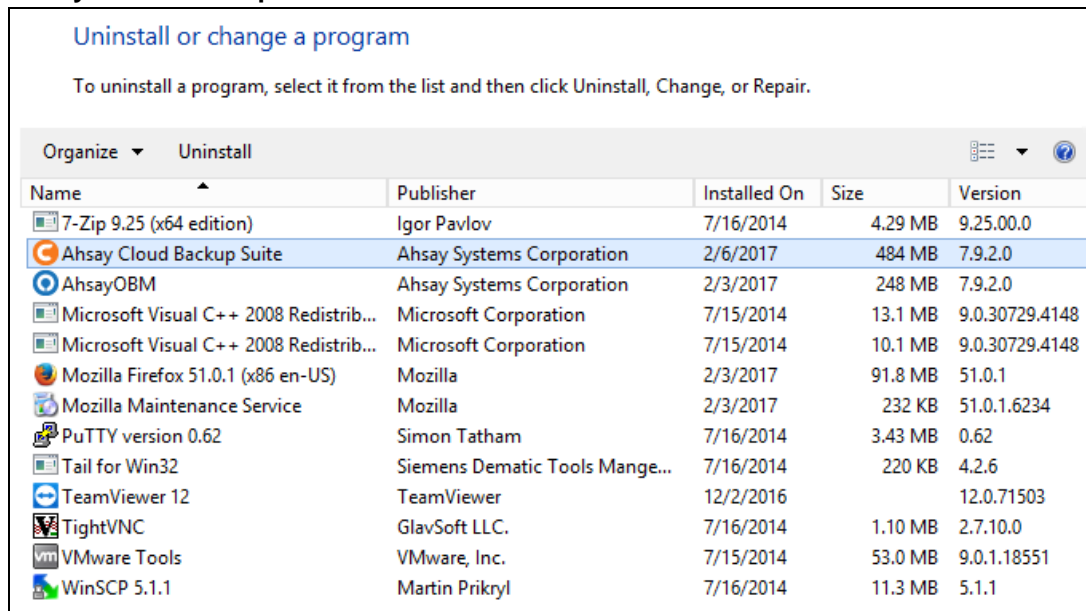 Uninstall or change a program
To uninstall a program, select it from the list and then click Uninstall, Change, or Repair.
Organize Uninstall
Name Publisher Installed On Size Version
7-Zip 9.25 (x64 edition) Igor Pavlov 7/16/2014 4.29 MB 9.25.00.0
Ahsay Cloud Backup Suite Ahsay Systems Corporation 2/6/2017 484 MB 7.9.2.0
AhsayOBM Ahsay Systems Corporation 2/3/2017 248 MB 7.9.2.0
Microsoft Visual C++ 2008 Redistrib... Microsoft Corporation 7/15/2014 13.1 MB 9.0.30729.4148
Microsoft Visual C++ 2008 Redistrib... Microsoft Corporation 7/15/2014 10.1 MB 9.0.30729.4148
Mozilla Firefox 51.0.1 (x86 en-US) Mozilla 2/3/2017 91.8 MB 51.0.1
Mozilla Maintenance Service Mozilla 2/3/2017 232 KB 51.0.1.6234
PuTTY version 0.62 Simon Tatham 7/16/2014 3.43 MB 0.62
Tail for Win32 Siemens Dematic Tools Mange... 7/16/2014 220 KB 4.2.6
TeamViewer 12 TeamViewer 12/2/2016 12.0.71503
TightVNC GlavSoft LLC. 7/16/2014 1.10 MB 2.7.10.0
vm VMware Tools VMware, Inc. 7/15/2014 53.0 MB 9.0.1.18551
WinSCP 5.1.1 Martin Prikryl 7/16/2014 11.3 MB 5.1.1